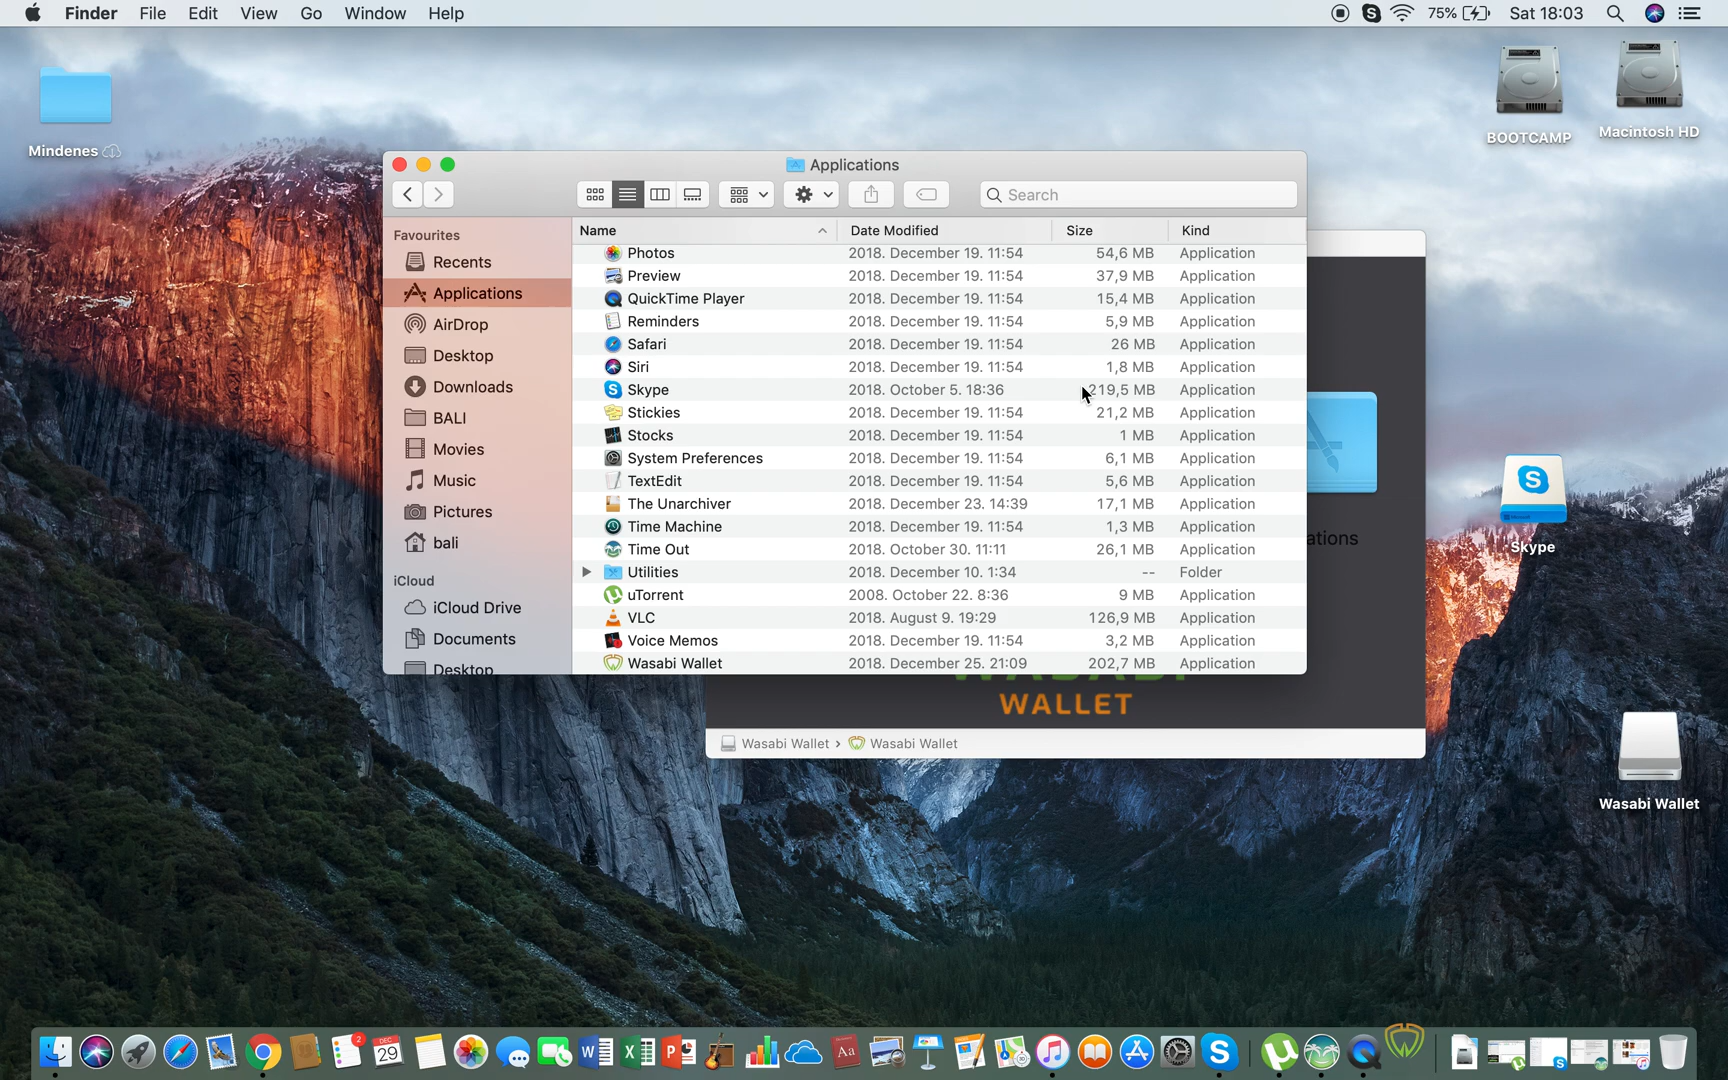 Finder File Edit View Go Window Help
75% Sat 18:03
Mindenes
BOOTCAMP
Macintosh HD
Applications
Search
Favourites
Recents
Applications
AirDrop
Desktop
Downloads
BALI
Movies
Music
Pictures
bali
iCloud
iCloud Drive
Documents
Desktop
Name Date Modified Size Kind
Photos 2018. December 19. 11:54 54,6 MB Application
Preview 2018. December 19. 11:54 37,9 MB Application
QuickTime Player 2018. December 19. 11:54 15,4 MB Application
Reminders 2018. December 19. 11:54 5,9 MB Application
Safari 2018. December 19. 11:54 26 MB Application
Siri 2018. December 19. 11:54 1,8 MB Application
Skype 2018. October 5. 18:36 219,5 MB Application
Stickies 2018. December 19. 11:54 21,2 MB Application
Stocks 2018. December 19. 11:54 1 MB Application
System Preferences 2018. December 19. 11:54 6,1 MB Application
TextEdit 2018. December 19. 11:54 5,6 MB Application
The Unarchiver 2018. December 23. 14:39 17,1 MB Application
Time Machine 2018. December 19. 11:54 1,3 MB Application
Time Out 2018. October 30. 11:11 26,1 MB Application
Utilities 2018. December 10. 1:34 -- Folder
uTorrent 2008. October 22. 8:36 9 MB Application
VLC 2018. August 9. 19:29 126,9 MB Application
Voice Memos 2018. December 19. 11:54 3,2 MB Application
Wasabi Wallet 2018. December 25. 21:09 202,7 MB Application
ations
WASABI
WALLET
Wasabi Wallet › Wasabi Wallet
Skype
Wasabi Wallet
2
DEC
29
Aa